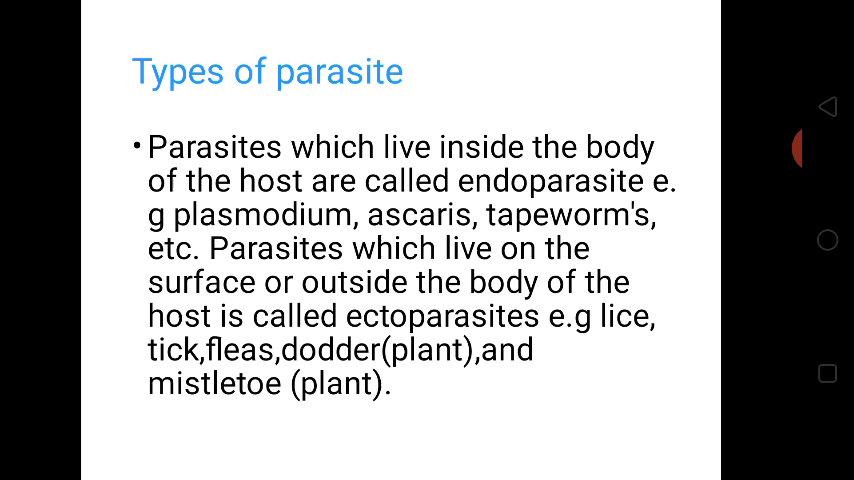 Types of parasite
• Parasites which live inside the body
of the host are called endoparasite e.
g plasmodium, ascaris, tapeworm's,
etc. Parasites which live on the
surface or outside the body of the
host is called ectoparasites e.g lice,
tick,fleas,dodder(plant),and
mistletoe (plant).